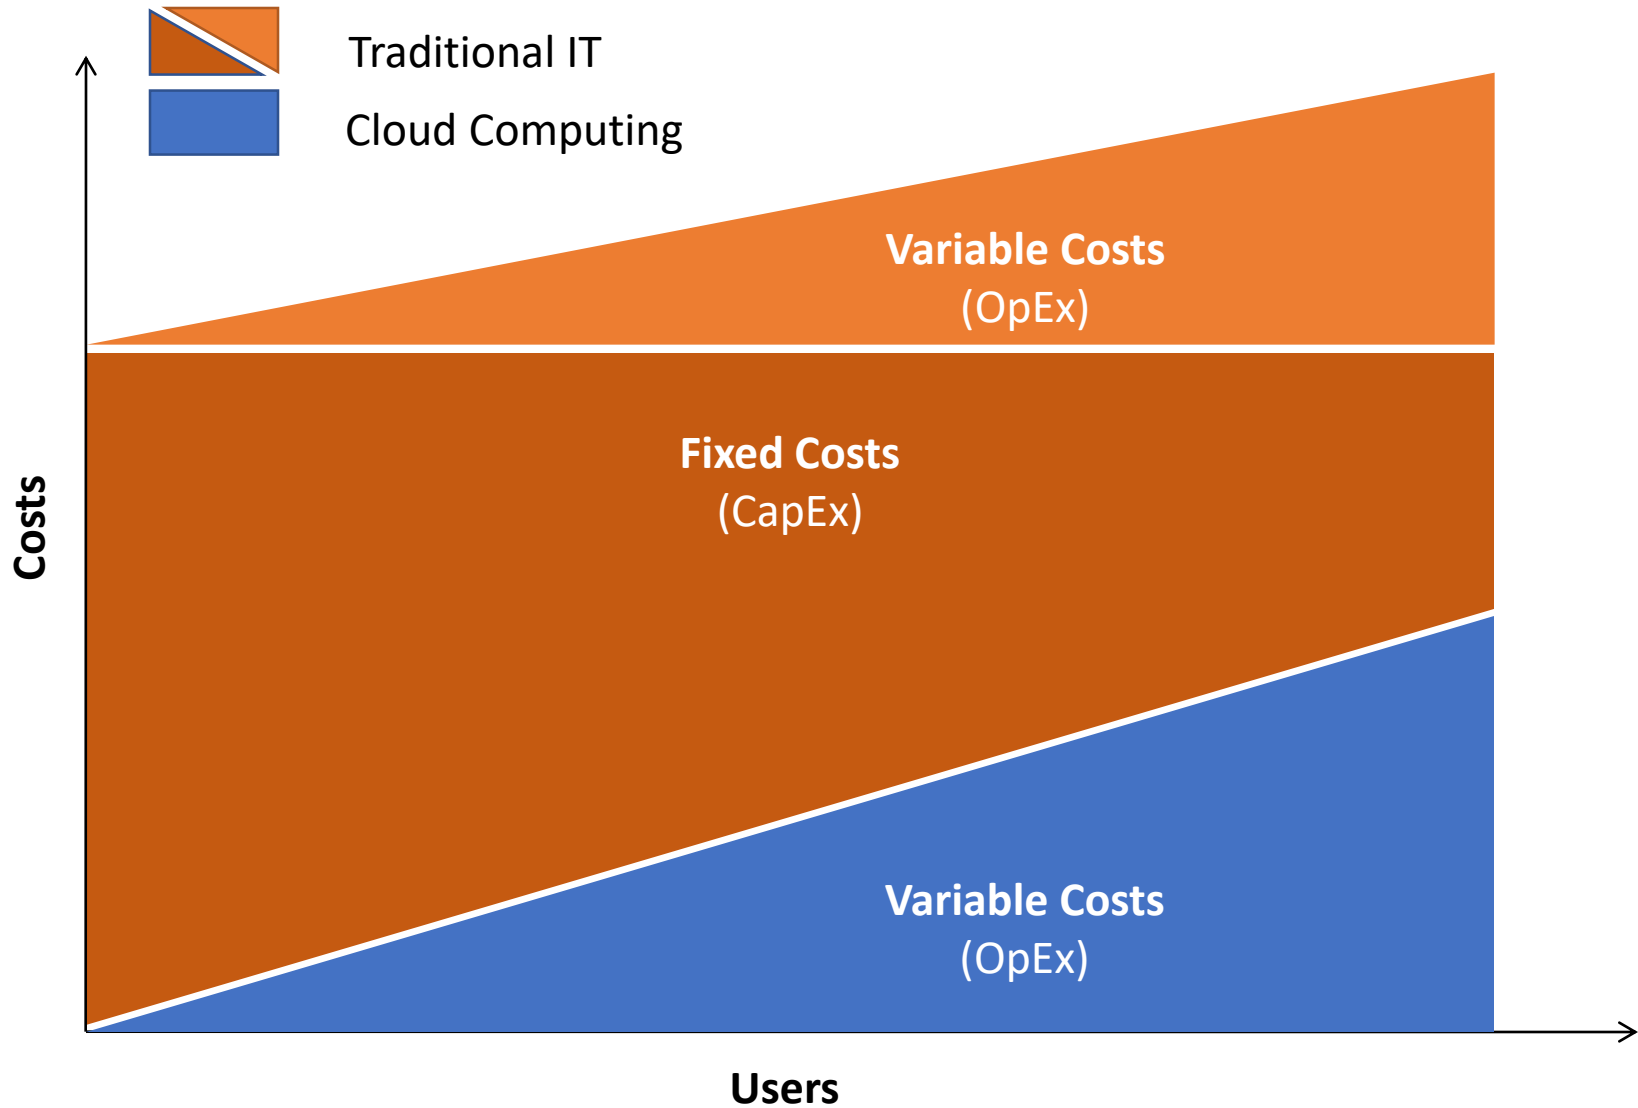 Traditional IT
Cloud Computing
Variable Costs
(OpEx)
Fixed Costs
(CapEx)
Costs
Variable Costs
(OpEx)
Users